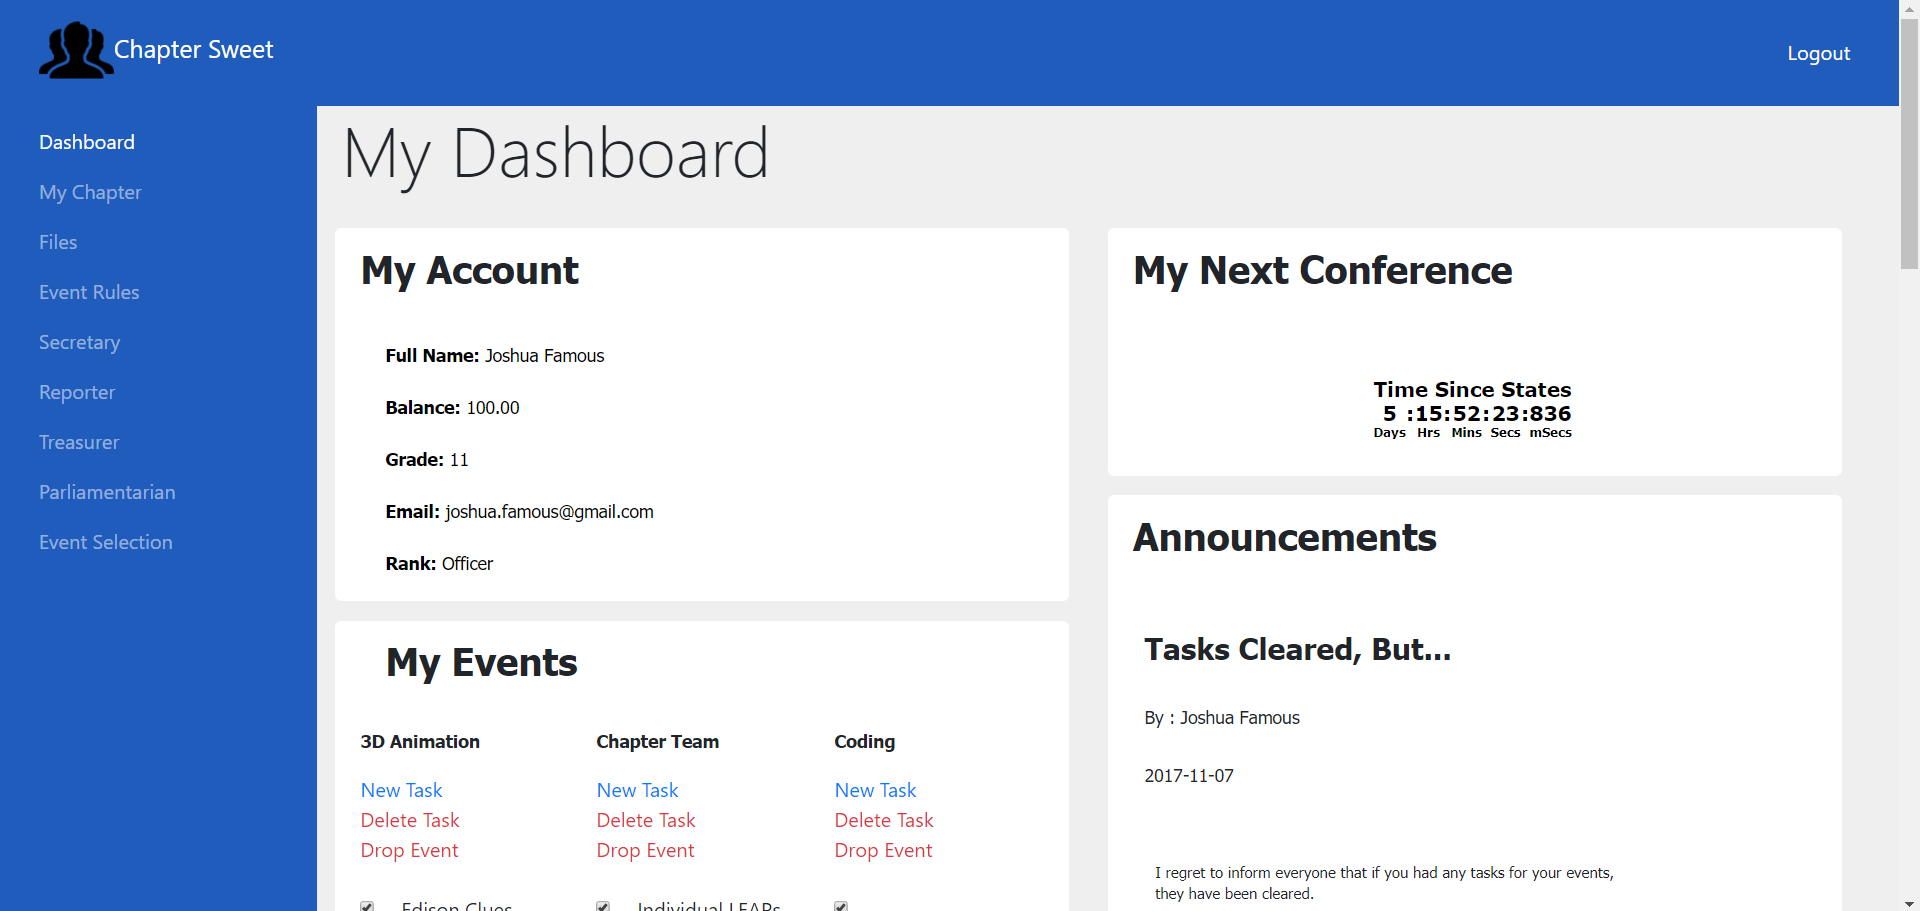 Chapter Sweet
Logout
Dashboard
My Chapter
Files
Event Rules
Secretary
Reporter
Treasurer
Parliamentarian
Event Selection
My Dashboard
My Account
Full Name: Joshua Famous
Balance: 100.00
Grade: 11
Email: joshua.famous@gmail.com
Rank: Officer
My Events
3D Animation
New Task
Delete Task
Drop Event
Edison Clues
Chapter Team
New Task
Delete Task
Drop Event
Individual LEAPs
Coding
New Task
Delete Task
Drop Event
My Next Conference
Time Since States
5 :15:52:23:836
Days Hrs Mins Secs mSecs
Announcements
Tasks Cleared, But...
By : Joshua Famous
2017-11-07
I regret to inform everyone that if you had any tasks for your events,
they have been cleared.